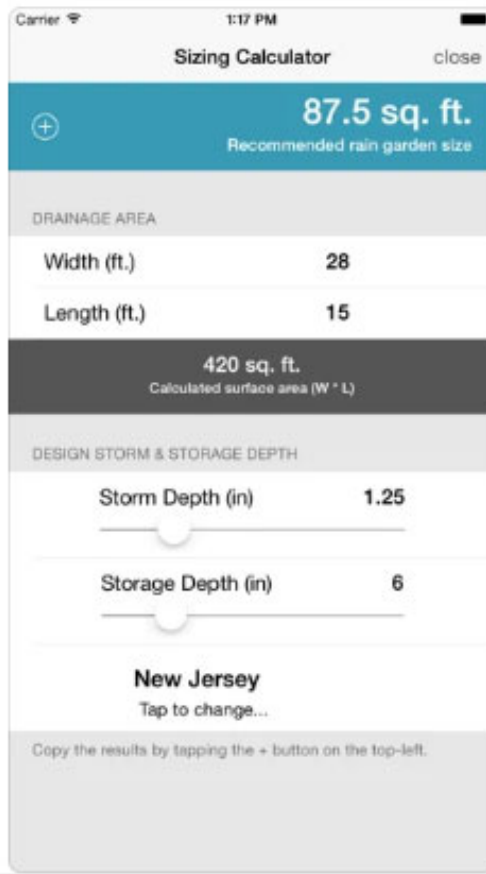 Carrier 1:17 PM
Sizing Calculator close
87.5 sq. ft.
Recommended rain garden size
DRAINAGE AREA
Width (ft.) 28
Length (ft.) 15
420 sq. ft.
Calculated surface area (W * L)
DESIGN STORM & STORAGE DEPTH
Storm Depth (in) 1.25
Storage Depth (in) 6
New Jersey
Tap to change...
Copy the results by tapping the + button on the top-left.